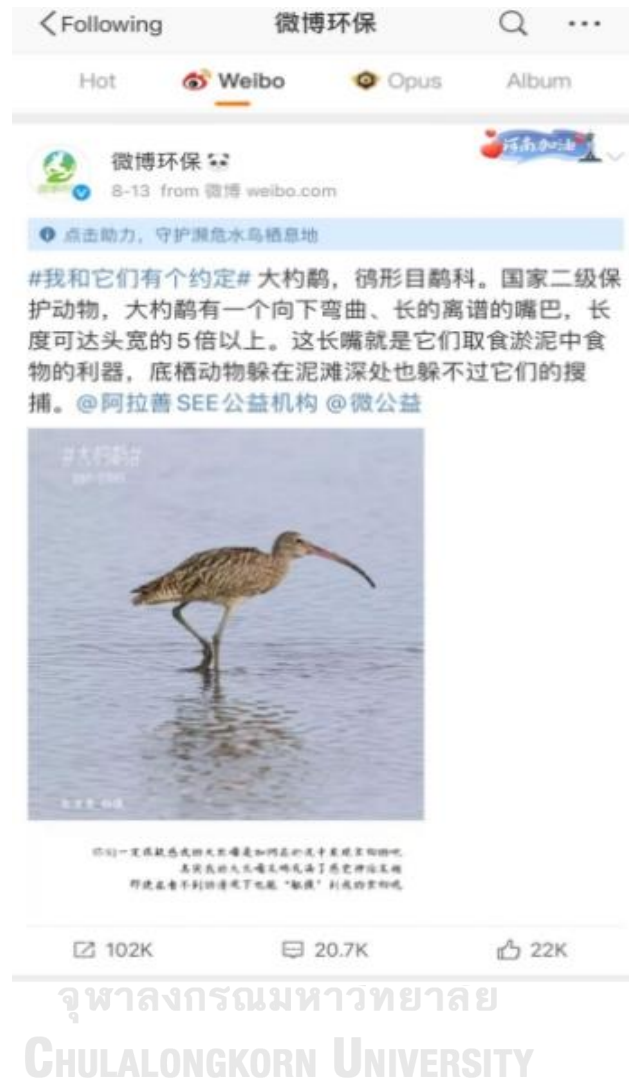 Following
微博环保
Hot
Weibo
Opus
Album
微博环保
河南加油
8-13 from 微博 weibo.com
点击助力，守护濒危水鸟栖息地
#我和它们有个约定# 大杓鹬，鸻形目鹬科。国家二级保
护动物，大杓鹬有一个向下弯曲、长的离谱的嘴巴，长
度可达头宽的5倍以上。这长嘴就是它们取食淤泥中食
物的利器，底栖动物躲在泥滩深处也躲不过它们的搜
捕。@阿拉善SEE公益机构 @微公益
#大杓鹬#
102K
20.7K
22K
จุฬาลงกรณ์มหาวิทยาลัย
CHULALONGKORN UNIVERSITY